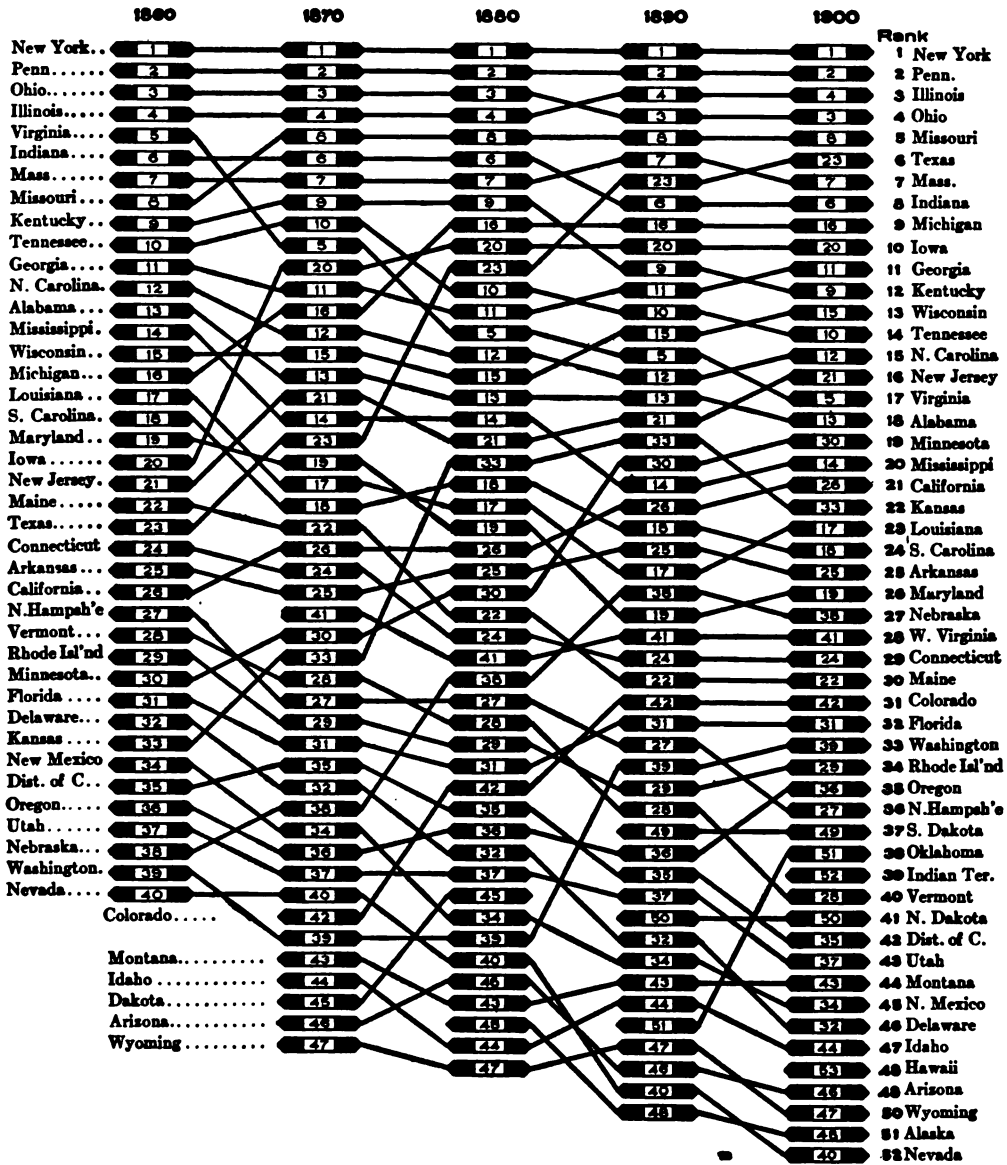 1860 1870 1880 1890 1900
Rank
New York.. 1 1 1 1 1 1 New York
Penn...... 2 2 2 2 2 2 Penn.
Ohio....... 3 3 3 4 4 3 Illinois
Illinois.... 4 4 4 3 3 4 Ohio
Virginia.... 5 8 8 8 8 5 Missouri
Indiana.... 6 6 6 7 23 6 Texas
Mass...... 7 7 7 23 7 7 Mass.
Missouri... 8 9 9 6 6 8 Indiana
Kentucky.. 9 10 16 16 16 9 Michigan
Tennessee.. 10 5 20 20 20 10 Iowa
Georgia.... 11 20 23 9 11 11 Georgia
N. Carolina. 12 11 10 11 9 12 Kentucky
Alabama... 13 16 11 10 15 13 Wisconsin
Mississippi. 14 12 5 15 10 14 Tennessee
Wisconsin.. 15 15 12 5 12 15 N. Carolina
Michigan... 16 13 15 12 21 16 New Jersey
Louisiana.. 17 21 13 13 5 17 Virginia
S. Carolina. 18 14 14 21 13 18 Alabama
Maryland.. 19 23 21 33 30 19 Minnesota
Iowa...... 20 19 33 30 14 20 Mississippi
New Jersey. 21 17 18 14 26 21 California
Maine.... 22 18 17 26 33 22 Kansas
Texas...... 23 22 19 18 17 23 Louisiana
Connecticut 24 26 26 25 18 24 S. Carolina
Arkansas... 25 24 25 17 25 25 Arkansas
California.. 26 25 30 38 19 26 Maryland
N.Hampsh'e 27 41 22 19 38 27 Nebraska
Vermont... 28 30 24 41 41 28 W. Virginia
Rhode Isl'nd 29 33 41 24 24 29 Connecticut
Minnesota.. 30 28 38 22 22 30 Maine
Florida.... 31 27 27 42 42 31 Colorado
Delaware... 32 29 28 31 31 32 Florida
Kansas..... 33 31 29 27 39 33 Washington
New Mexico 34 35 31 39 29 34 Rhode Isl'nd
Dist. of C.. 35 32 42 29 36 35 Oregon
Oregon..... 36 38 35 28 27 36 N.Hampsh'e
Utah....... 37 34 36 49 49 37 S. Dakota
Nebraska... 38 36 32 36 51 38 Oklahoma
Washington. 39 37 37 35 52 39 Indian Ter.
Nevada.... 40 40 45 37 28 40 Vermont
Colorado..... 42 34 50 50 41 N. Dakota
39 39 32 35 42 Dist. of C.
Montana.......... 43 40 34 37 43 Utah
Idaho ........... 44 46 43 43 44 Montana
Dakota........... 45 43 44 34 45 N. Mexico
Arizona.......... 46 48 51 32 46 Delaware
Wyoming ......... 47 44 47 44 47 Idaho
47 46 53 48 Hawaii
40 46 49 Arizona
48 47 50 Wyoming
48 51 Alaska
40 52 Nevada